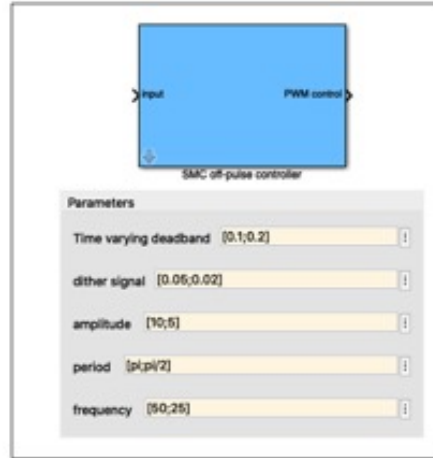 input PWM control
SMC off-pulse controller
Parameters
Time varying deadband [0.1;0.2]
dither signal [0.05;0.02]
amplitude [10;5]
period [pi;pi/2]
frequency [50;25]